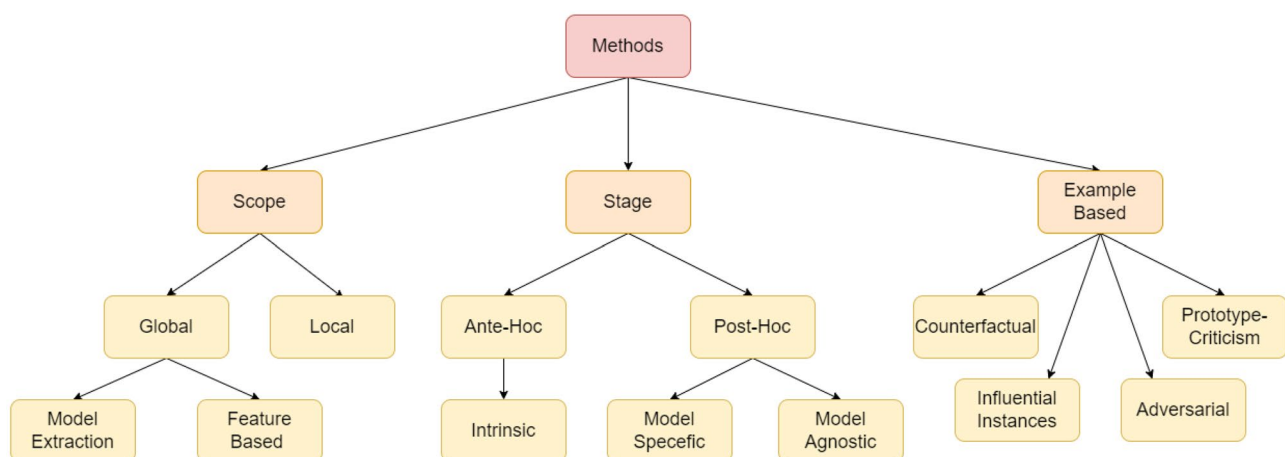 Methods
Scope
Stage
Example
Based
Global
Local
Ante-Hoc
Post-Hoc
Counterfactual
Prototype-
Criticism
Model
Extraction
Feature
Based
Intrinsic
Model
Specefic
Model
Agnostic
Influential
Instances
Adversarial